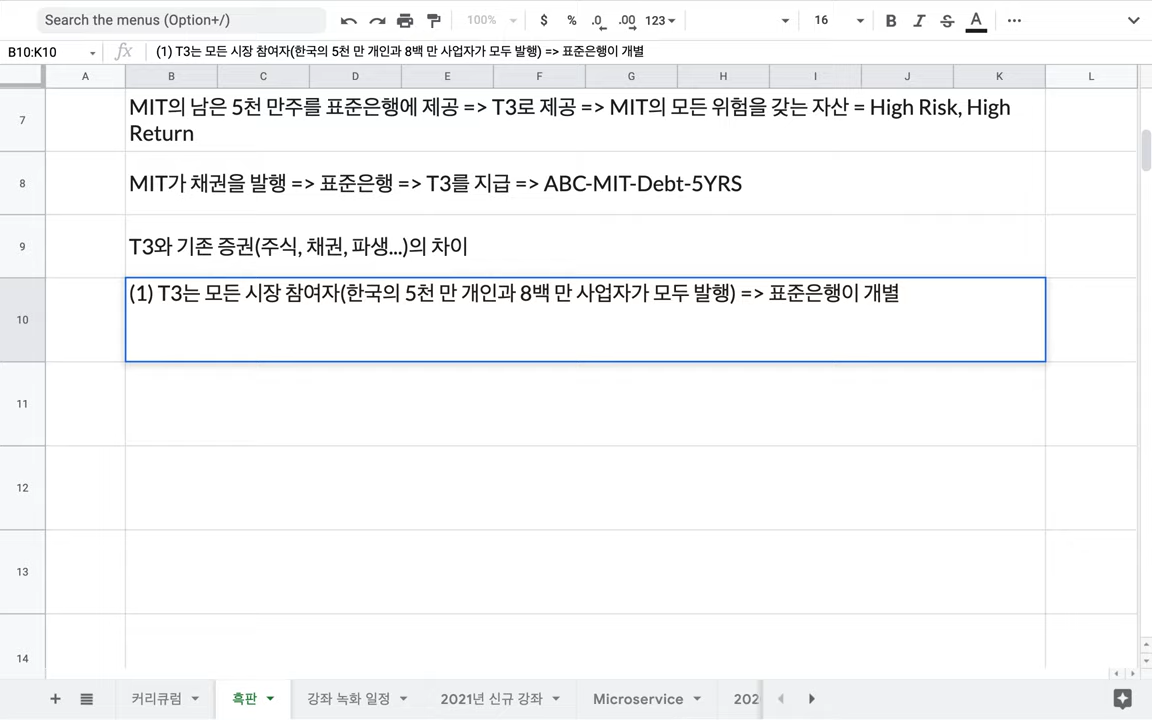 Search the menus (Option+/)
100%
$ % .0 .00 123
16
B I S A
B10:K10
fx
(1) T3는 모든 시장 참여자(한국의 5천 만 개인과 8백 만 사업자가 모두 발행) => 표준은행이 개별
A B C D E F G H I J K L
7
MIT의 남은 5천 만주를 표준은행에 제공 => T3로 제공 => MIT의 모든 위험을 갖는 자산 = High Risk, High
Return
8
MIT가 채권을 발행 => 표준은행 => T3를 지급 => ABC-MIT-Debt-5YRS
9
T3와 기존 증권(주식, 채권, 파생...)의 차이
10
(1) T3는 모든 시장 참여자(한국의 5천 만 개인과 8백 만 사업자가 모두 발행) => 표준은행이 개별
11
12
13
14
커리큘럼 흑판 강좌 녹화 일정 2021년 신규 강좌 Microservice 202